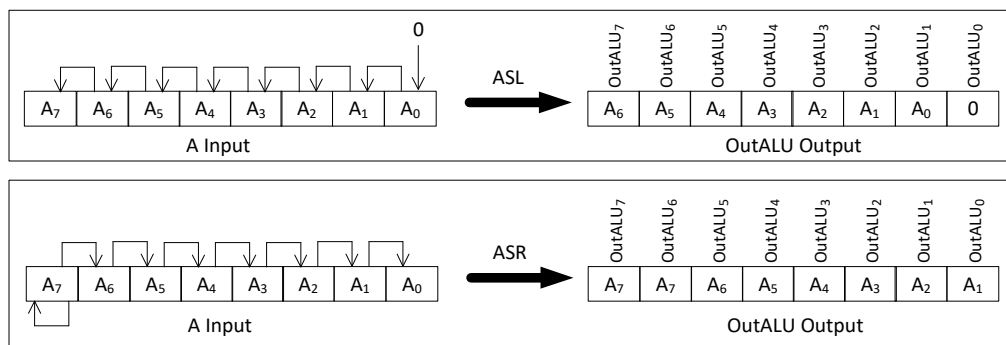 0
OutALU₇ OutALU₆ OutALU₅ OutALU₄ OutALU₃ OutALU₂ OutALU₁ OutALU₀
ASL
A₇ A₆ A₅ A₄ A₃ A₂ A₁ A₀
A₆ A₅ A₄ A₃ A₂ A₁ A₀ 0
A Input
OutALU Output
OutALU₇ OutALU₆ OutALU₅ OutALU₄ OutALU₃ OutALU₂ OutALU₁ OutALU₀
ASR
A₇ A₆ A₅ A₄ A₃ A₂ A₁ A₀
A₇ A₇ A₆ A₅ A₄ A₃ A₂ A₁
A Input
OutALU Output